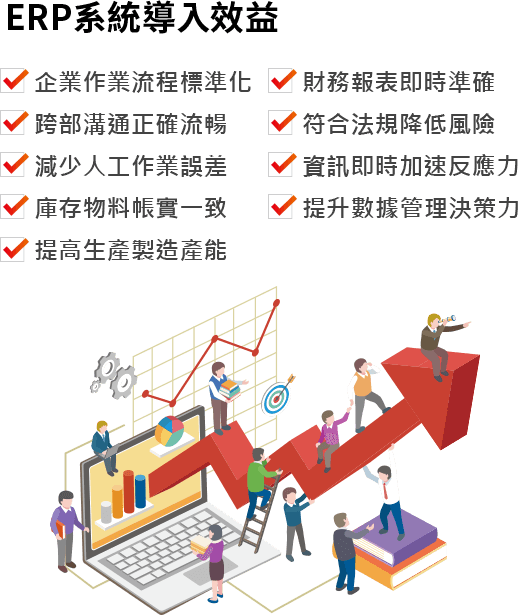 ERP系統導入效益
企業作業流程標準化
財務報表即時準確
跨部溝通正確流暢
符合法規降低風險
減少人工作業誤差
資訊即時加速反應力
庫存物料帳實一致
提升數據管理決策力
提高生產製造產能